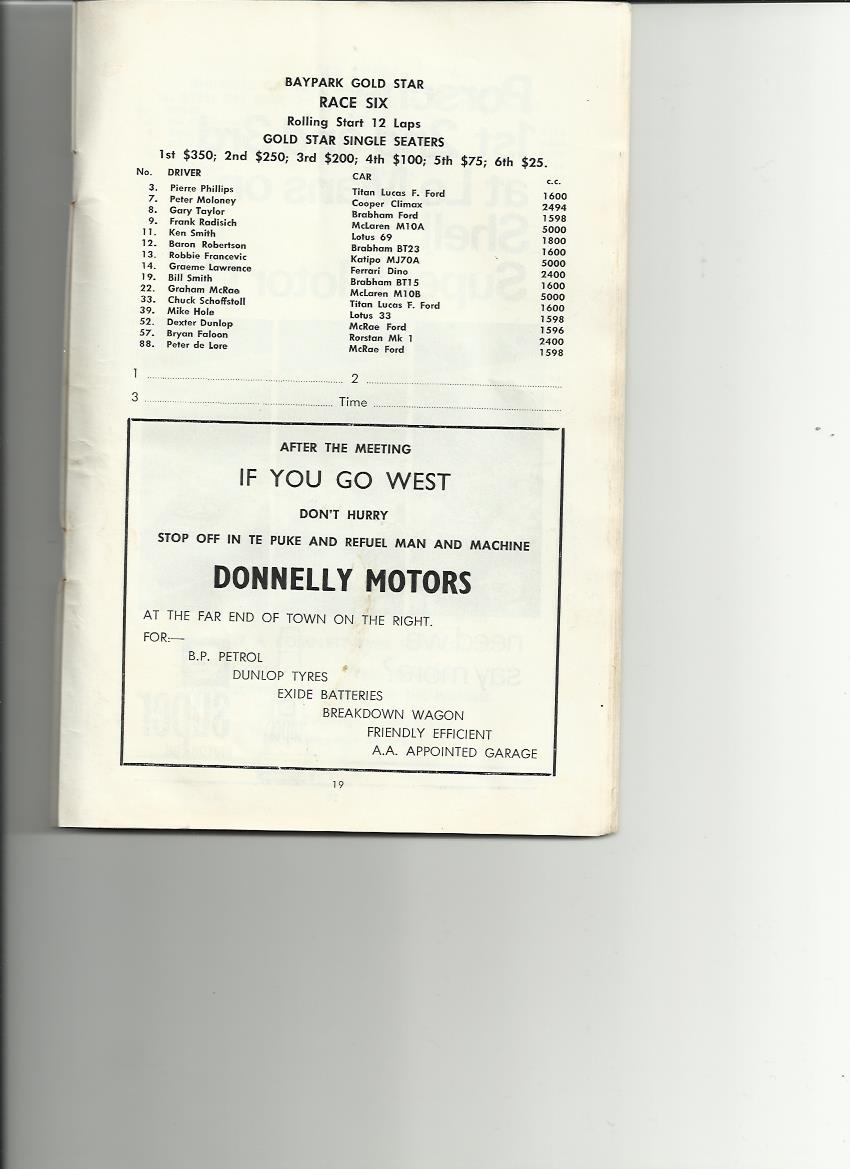 BAYPARK GOLD STAR
RACE SIX
Rolling Start 12 Laps
GOLD STAR SINGLE SEATERS
1st $350; 2nd $250; 3rd $200; 4th $100; 5th $75; 6th $25.
No. DRIVER CAR c.c.
3. Pierre Phillips Titan Lucas F. Ford 1600
7. Peter Moloney Cooper Climax 2494
8. Gary Taylor Brabham Ford 1598
9. Frank Radisich McLaren M10A 5000
11. Ken Smith Lotus 69 1800
12. Baron Robertson Brabham BT23 1600
13. Robbie Francevic Katipo MJ70A 5000
14. Graeme Lawrence Ferrari Dino 2400
19. Bill Smith Brabham BT15 1600
22. Graham McRae McLaren M10B 5000
33. Chuck Schoffstoll Titan Lucas F. Ford 1600
39. Mike Hole Lotus 33 1598
52. Dexter Dunlop McRae Ford 1596
57. Bryan Faloon Rorstan Mk 1 2400
88. Peter de Lore McRae Ford 1598
1 ........ 2 ........
3 ........ Time ........
AFTER THE MEETING
IF YOU GO WEST
DON'T HURRY
STOP OFF IN TE PUKE AND REFUEL MAN AND MACHINE
DONNELLY MOTORS
AT THE FAR END OF TOWN ON THE RIGHT.
FOR:—
B.P. PETROL
DUNLOP TYRES
EXIDE BATTERIES
BREAKDOWN WAGON
FRIENDLY EFFICIENT
A.A. APPOINTED GARAGE
19